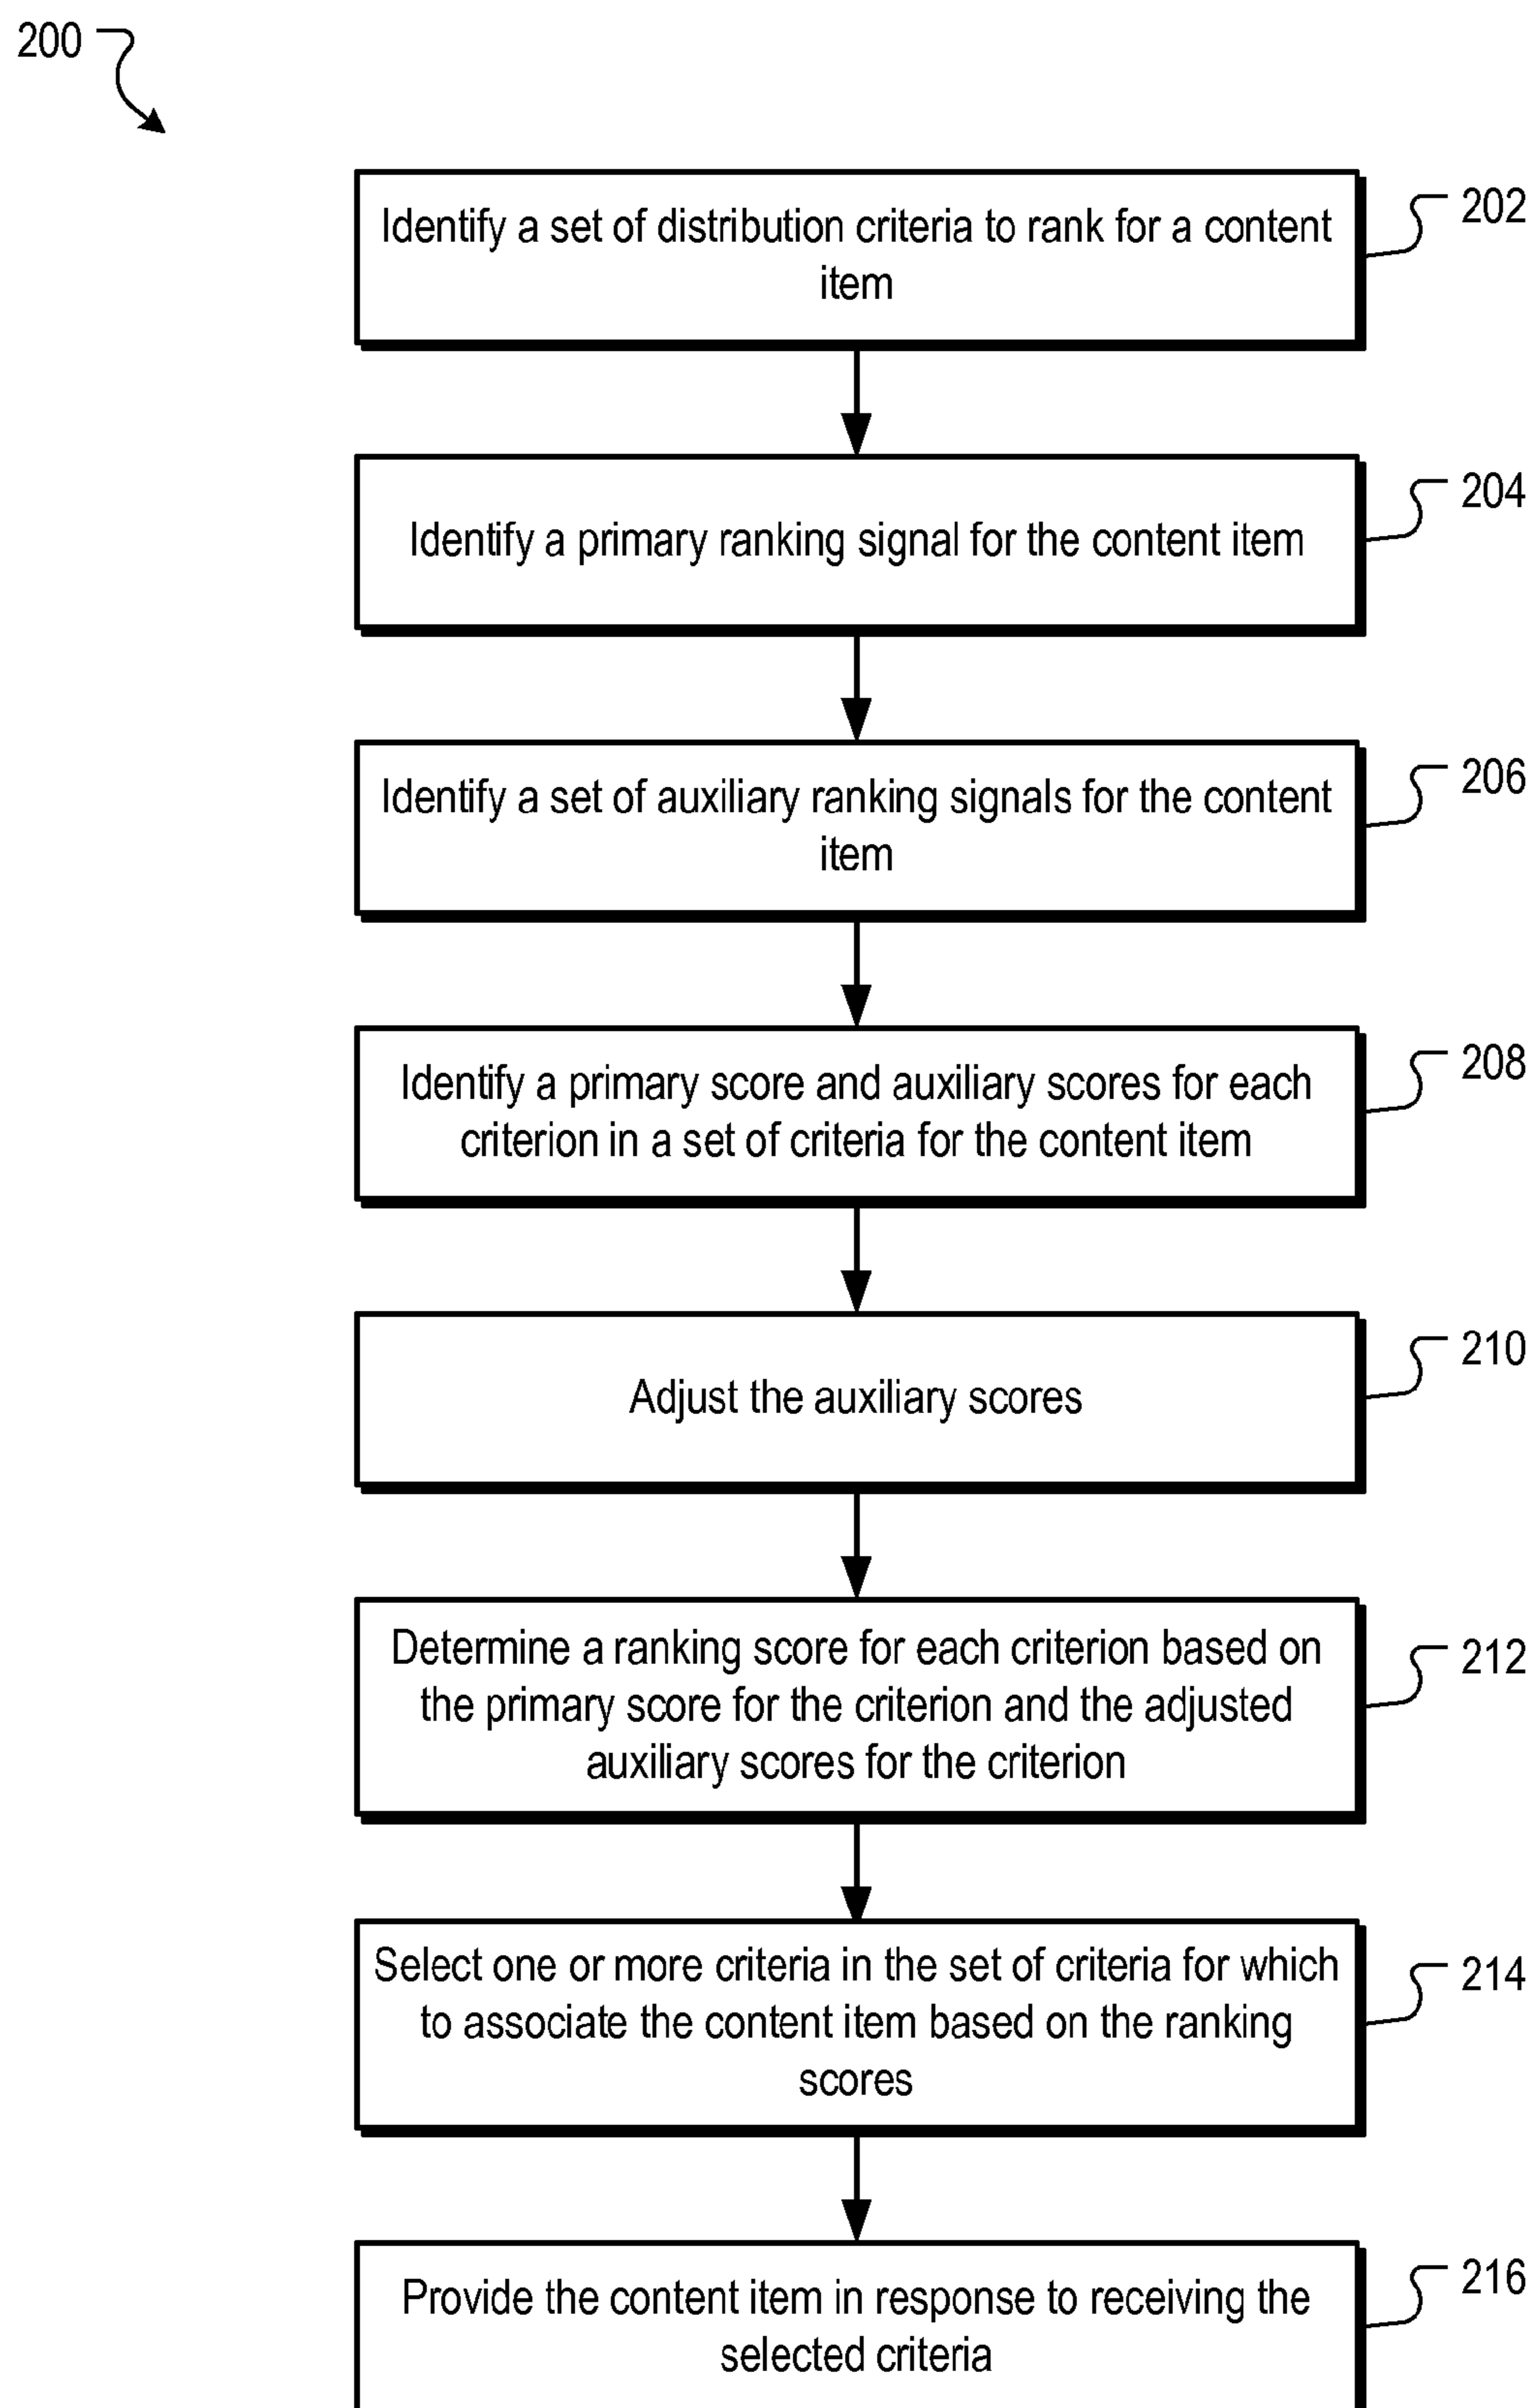 200
Identify a set of distribution criteria to rank for a content
item
202
Identify a primary ranking signal for the content item
204
Identify a set of auxiliary ranking signals for the content
item
206
Identify a primary score and auxiliary scores for each
criterion in a set of criteria for the content item
208
Adjust the auxiliary scores
210
Determine a ranking score for each criterion based on
the primary score for the criterion and the adjusted
auxiliary scores for the criterion
212
Select one or more criteria in the set of criteria for which
to associate the content item based on the ranking
scores
214
Provide the content item in response to receiving the
selected criteria
216